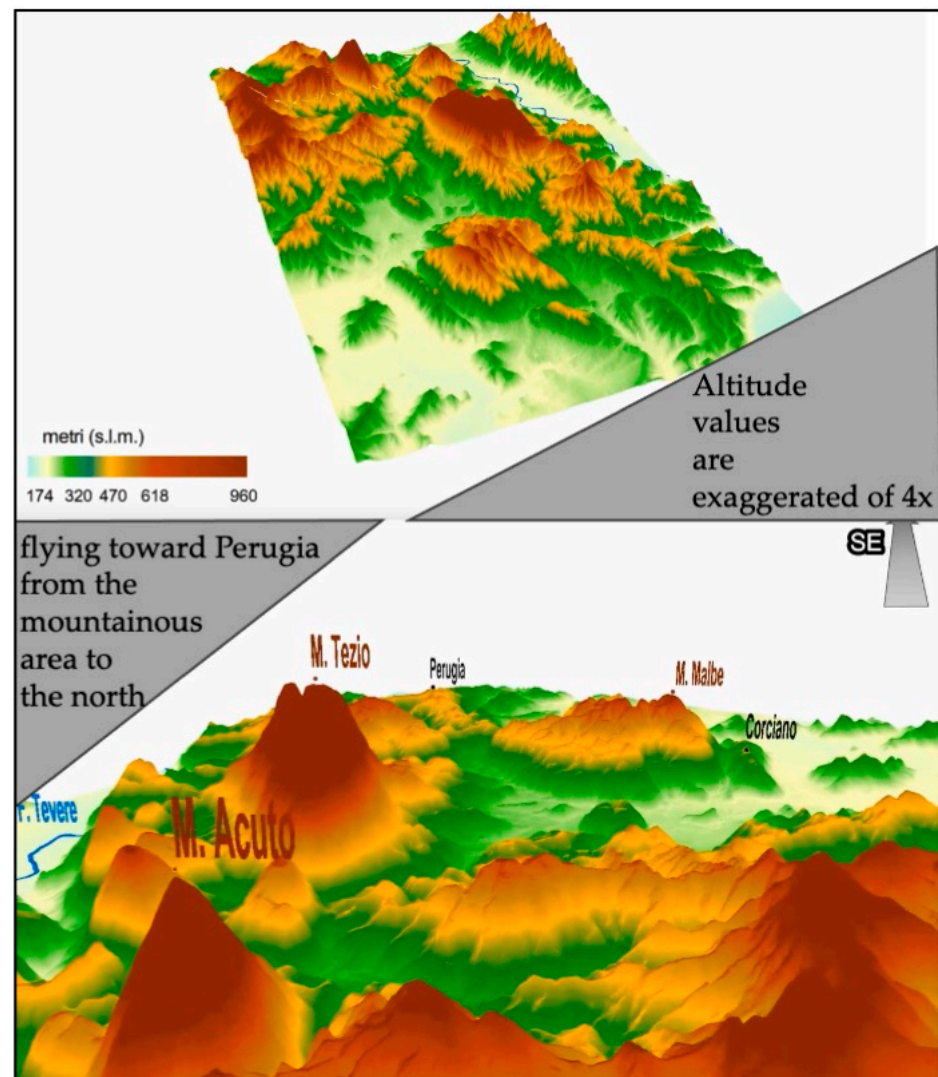 metri (s.l.m.)
174 320 470 618 960
Altitude
values
are
exaggerated of 4x
flying toward Perugia
from the
mountainous
area to
the north
SE
M. Tezio
Perugia
M. Malbe
Corciano
F. Tevere
M. Acuto